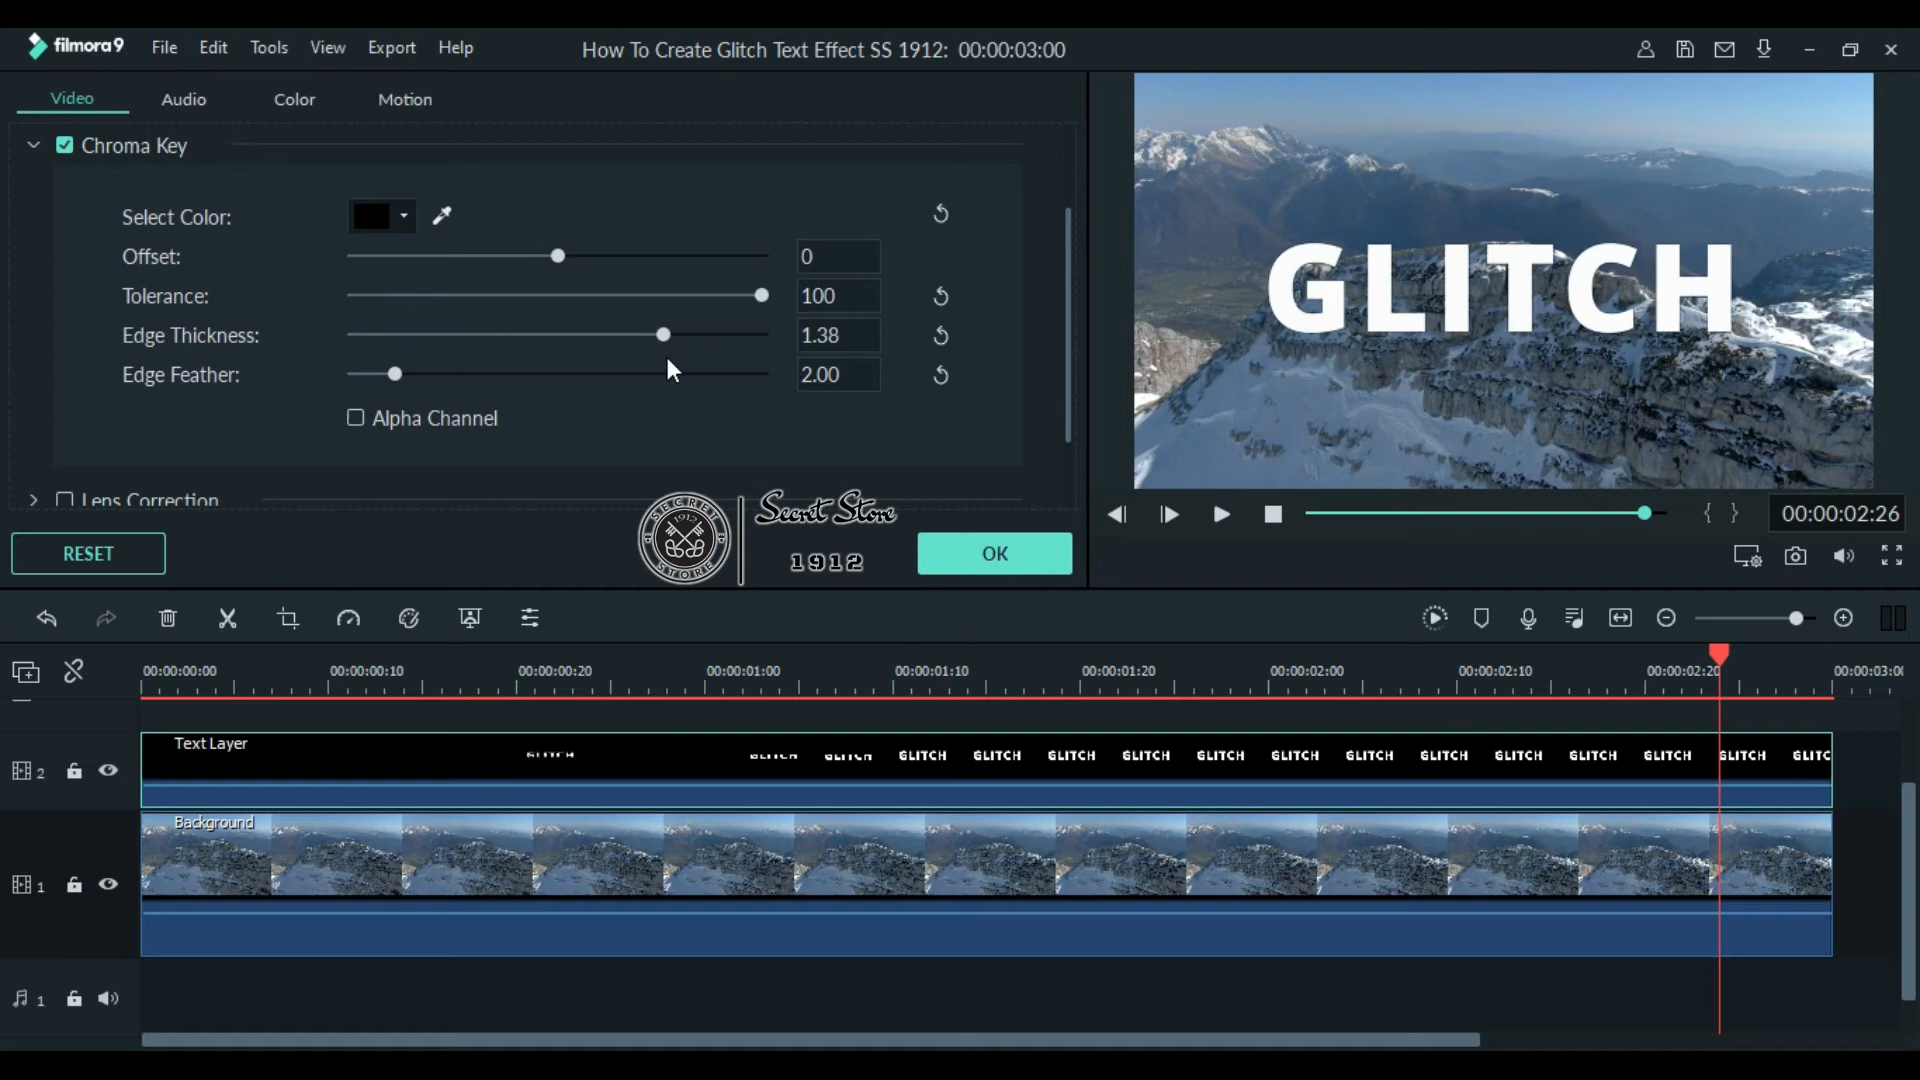 filmora9
File Edit Tools View Export Help
How To Create Glitch Text Effect SS 1912: 00:00:03:00
Video Audio Color Motion
Chroma Key
Select Color:
Offset: 0
Tolerance: 100
Edge Thickness: 1.38
Edge Feather: 2.00
Alpha Channel
Lens Correction
RESET
SECRET
1912
STORE
Secret Store
1912
OK
GLITCH
{ } 00:00:02:26
00:00:00:00 00:00:00:10 00:00:00:20 00:00:01:00 00:00:01:10 00:00:01:20 00:00:02:00 00:00:02:10 00:00:02:20 00:00:03:00
Text Layer
GLITCH GLITCH GLITCH GLITCH GLITCH GLITCH GLITCH GLITCH GLITCH GLITCH GLITCH GLITCH GLITCH GLITCH GLITC
2
Background
1
1